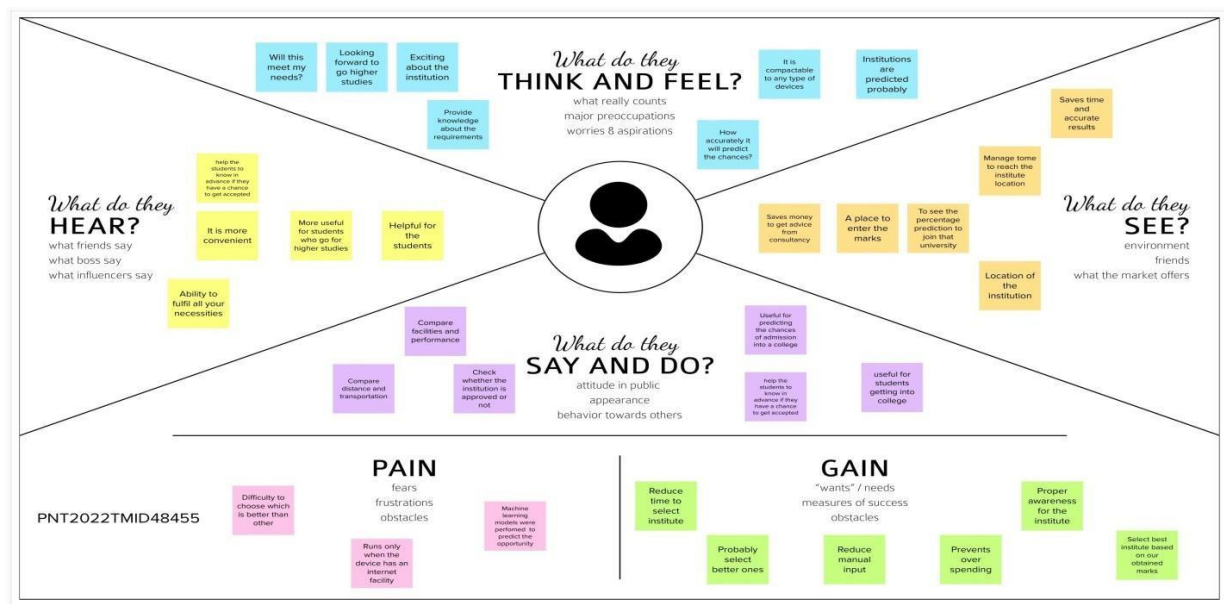 What do they
THINK AND FEEL?
what really counts
major preoccupations
worries 8 aspirations
Will this
meet my
needs?
Looking
forward to
go higher
studies
Exciting
about the
institution
Provide
knowledge
about the
requirements
It is
compactable
to any type of
devices
Institutions
are
predicted
probably
How
accurately it
will predict
the chances?
What do they
HEAR?
what friends say
what boss say
what influencers say
help the
students to
know in
advance if they
have a chance
to get accepted
It is more
convenient
More useful
for students
who go for
higher studies
Helpful for
the
students
Ability to
fulfil all your
necessities
What do they
SEE?
environment
friends
what the market offers
Saves time
and
accurate
results
Manage tome
to reach the
institute
location
Saves money
to get advice
from
consultancy
A place to
enter the
marks
To see the
percentage
prediction to
join that
university
Location of
the
institution
What do they
SAY AND DO?
attitude in public
appearance
behavior towards others
Compare
facilities and
performance
Compare
distance and
transportation
Check
whether the
institution is
approved or
not
Useful for
predicting
the chances
of admission
into a college
help the
students to
know in
advance if they
have a chance
to get accepted
useful for
students
getting into
college
PAIN
fears
frustrations
obstacles
PNT2022TMID48455
Difficulty to
choose which
is better than
other
Runs only
when the
device has an
internet
facility
Machine
learning
models were
perfomed to
predict the
opportunity
GAIN
"wants" / needs
measures of success
obstacles
Reduce
time to
select
institute
Probably
select
better ones
Reduce
manual
input
Prevents
over
spending
Proper
awareness
for the
institute
Select best
institute based
on our
obtained
marks